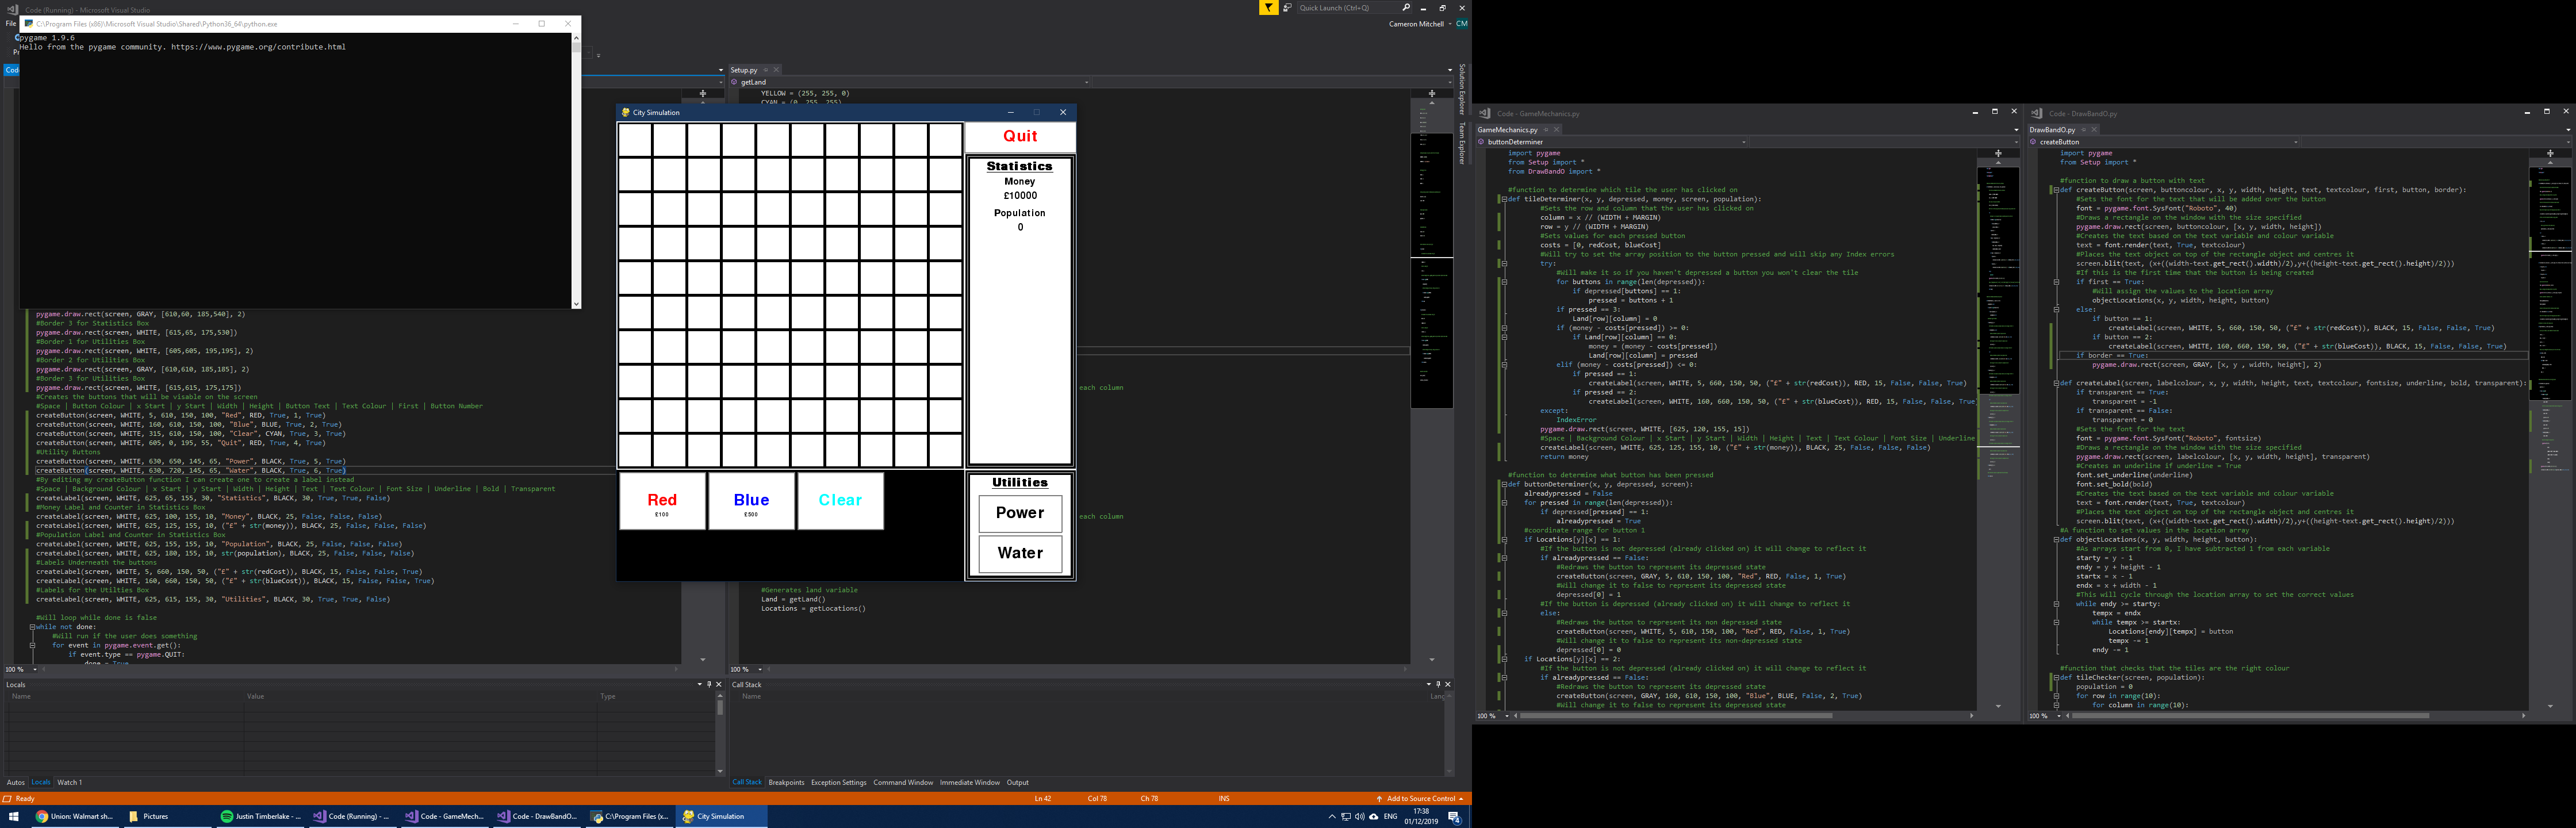 Code (Running) - Microsoft Visual Studio
Quick Launch (Ctrl+Q)
File
Cameron Mitchell
CM
C:\Program Files (x86)\Microsoft Visual Studio\Shared\Python36_64\python.exe
pygame 1.9.6
Hello from the pygame community. https://www.pygame.org/contribute.html
pygame.draw.rect(screen, GRAY, [610,60, 185,540], 2)
#Border 3 for Statistics Box
pygame.draw.rect(screen, WHITE, [615,65, 175,530])
#Border 1 for Utilities Box
pygame.draw.rect(screen, WHITE, [605,605, 195,195], 2)
#Border 2 for Utilities Box
pygame.draw.rect(screen, GRAY, [610,610, 185,185], 2)
#Border 3 for Utilities Box
pygame.draw.rect(screen, WHITE, [615,615, 175,175])
#Creates the buttons that will be visable on the screen
#Space | Button Colour | x Start | y Start | Width | Height | Button Text | Text Colour | First | Button Number
createButton(screen, WHITE, 5, 610, 150, 100, "Red", RED, True, 1, True)
createButton(screen, WHITE, 160, 610, 150, 100, "Blue", BLUE, True, 2, True)
createButton(screen, WHITE, 315, 610, 150, 100, "Clear", CYAN, True, 3, True)
createButton(screen, WHITE, 605, 0, 195, 55, "Quit", RED, True, 4, True)
#Utility Buttons
createButton(screen, WHITE, 630, 650, 145, 65, "Power", BLACK, True, 5, True)
createButton(screen, WHITE, 630, 720, 145, 65, "Water", BLACK, True, 6, True)
#By editing my createButton function I can create one to create a label instead
#Space | Background Colour | x Start | y Start | Width | Height | Text | Text Colour | Font Size | Underline | Bold | Transparent
createLabel(screen, WHITE, 625, 65, 155, 30, "Statistics", BLACK, 30, True, True, False)
#Money Label and Counter in Statistics Box
createLabel(screen, WHITE, 625, 100, 155, 10, "Money", BLACK, 25, False, False, False)
createLabel(screen, WHITE, 625, 125, 155, 10, ("£" + str(money)), BLACK, 25, False, False, False)
#Population Label and Counter in Statistics Box
createLabel(screen, WHITE, 625, 155, 155, 10, "Population", BLACK, 25, False, False, False)
createLabel(screen, WHITE, 625, 180, 155, 10, str(population), BLACK, 25, False, False, False)
#Labels Underneath the buttons
createLabel(screen, WHITE, 5, 660, 150, 50, ("£" + str(redCost)), BLACK, 15, False, False, True)
createLabel(screen, WHITE, 160, 660, 150, 50, ("£" + str(blueCost)), BLACK, 15, False, False, True)
#Labels for the Utilties Box
createLabel(screen, WHITE, 625, 615, 155, 30, "Utilities", BLACK, 30, True, True, False)
#Will loop while done is false
while not done:
#Will run if the user does something
for event in pygame.event.get():
if event.type == pygame.QUIT:
done = True
100 %
Setup.py
getLand
YELLOW = (255, 255, 0)
CYAN = (0, 255, 255)
each column
each column
#Generates land variable
Land = getLand()
Locations = getLocations()
100 %
Solution Explorer
Team Explorer
City Simulation
Quit
Statistics
Money
£10000
Population
0
Red
£100
Blue
£500
Clear
Utilities
Power
Water
Locals
Name
Value
Type
Autos
Locals
Watch 1
Call Stack
Name
Lang
Call Stack
Breakpoints
Exception Settings
Command Window
Immediate Window
Output
Ready
Ln 42
Col 78
Ch 78
INS
Add to Source Control
Union: Walmart sh...
Pictures
Justin Timberlake - ...
Code (Running) - ...
Code - GameMech...
Code - DrawBandO...
C:\Program Files (x...
City Simulation
ENG
17:38
01/12/2019
4
Code - GameMechanics.py
GameMechanics.py
buttonDeterminer
import pygame
from Setup import *
from DrawBandO import *
#function to determine which tile the user has clicked on
def tileDeterminer(x, y, depressed, money, screen, population):
#Sets the row and column that the user has clicked on
column = x // (WIDTH + MARGIN)
row = y // (WIDTH + MARGIN)
#Sets values for each pressed button
costs = [0, redCost, blueCost]
#Will try to set the array position to the button pressed and will skip any Index errors
try:
#Will make it so if you haven't depressed a button you won't clear the tile
for buttons in range(len(depressed)):
if depressed[buttons] == 1:
pressed = buttons + 1
if pressed == 3:
Land[row][column] = 0
if (money - costs[pressed]) >= 0:
if Land[row][column] == 0:
money = (money - costs[pressed])
Land[row][column] = pressed
elif (money - costs[pressed]) <= 0:
if pressed == 1:
createLabel(screen, WHITE, 5, 660, 150, 50, ("£" + str(redCost)), RED, 15, False, False, True)
if pressed == 2:
createLabel(screen, WHITE, 160, 660, 150, 50, ("£" + str(blueCost)), RED, 15, False, False, True
except:
IndexError
pygame.draw.rect(screen, WHITE, [625, 120, 155, 15])
#Space | Background Colour | x Start | y Start | Width | Height | Text | Text Colour | Font Size | Underline
createLabel(screen, WHITE, 625, 125, 155, 10, ("£" + str(money)), BLACK, 25, False, False, False)
return money
#function to determine what button has been pressed
def buttonDeterminer(x, y, depressed, screen):
alreadypressed = False
for pressed in range(len(depressed)):
if depressed[pressed] == 1:
alreadypressed = True
#coordinate range for button 1
if Locations[y][x] == 1:
#If the button is not depressed (already clicked on) it will change to reflect it
if alreadypressed == False:
#Redraws the button to represent its depressed state
createButton(screen, GRAY, 5, 610, 150, 100, "Red", RED, False, 1, True)
#Will change it to false to represent its depressed state
depressed[0] = 1
#If the button is depressed (already clicked on) it will change to reflect it
else:
#Redraws the button to represent its non depressed state
createButton(screen, WHITE, 5, 610, 150, 100, "Red", RED, False, 1, True)
#Will change it to false to represent its non-depressed state
depressed[0] = 0
if Locations[y][x] == 2:
#If the button is not depressed (already clicked on) it will change to reflect it
if alreadypressed == False:
#Redraws the button to represent its depressed state
createButton(screen, GRAY, 160, 610, 150, 100, "Blue", BLUE, False, 2, True)
#Will change it to false to represent its depressed state
100 %
Code - DrawBandO.py
DrawBandO.py
createButton
import pygame
from Setup import *
#function to draw a button with text
def createButton(screen, buttoncolour, x, y, width, height, text, textcolour, first, button, border):
#Sets the font for the text that will be added over the button
font = pygame.font.SysFont("Roboto", 40)
#Draws a rectangle on the window with the size specified
pygame.draw.rect(screen, buttoncolour, [x, y, width, height])
#Creates the text based on the text variable and colour variable
text = font.render(text, True, textcolour)
#Places the text object on top of the rectangle object and centres it
screen.blit(text, (x+((width-text.get_rect().width)/2),y+((height-text.get_rect().height)/2)))
#If this is the first time that the button is being created
if first == True:
#Will assign the values to the location array
objectLocations(x, y, width, height, button)
else:
if button == 1:
createLabel(screen, WHITE, 5, 660, 150, 50, ("£" + str(redCost)), BLACK, 15, False, False, True)
if button == 2:
createLabel(screen, WHITE, 160, 660, 150, 50, ("£" + str(blueCost)), BLACK, 15, False, False, True)
if border == True:
pygame.draw.rect(screen, GRAY, [x, y , width, height], 2)
def createLabel(screen, labelcolour, x, y, width, height, text, textcolour, fontsize, underline, bold, transparent):
if transparent == True:
transparent = -1
if transparent == False:
transparent = 0
#Sets the font for the text
font = pygame.font.SysFont("Roboto", fontsize)
#Draws a rectangle on the window with the size specified
pygame.draw.rect(screen, labelcolour, [x, y, width, height], transparent)
#Creates an underline if underline = True
font.set_underline(underline)
font.set_bold(bold)
#Creates the text based on the text variable and colour variable
text = font.render(text, True, textcolour)
#Places the text object on top of the rectangle object and centres it
screen.blit(text, (x+((width-text.get_rect().width)/2),y+((height-text.get_rect().height)/2)))
#A function to set values in the location array
def objectLocations(x, y, width, height, button):
#As arrays start from 0, I have subtracted 1 from each variable
starty = y - 1
endy = y + height - 1
startx = x - 1
endx = x + width - 1
#This will cycle through the location array to set the correct values
while endy >= starty:
tempx = endx
while tempx >= startx:
Locations[endy][tempx] = button
tempx -= 1
endy -= 1
#function that checks that the tiles are the right colour
def tileChecker(screen, population):
population = 0
for row in range(10):
for column in range(10):
100 %